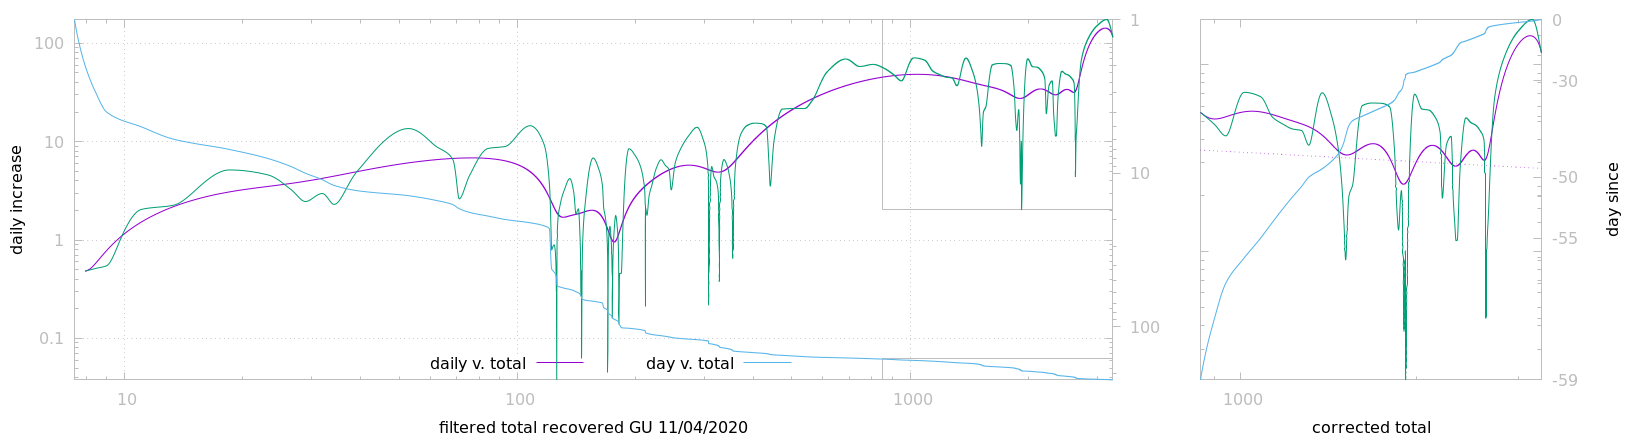 100
10
1
0.1
daily increase
daily v. total
day v. total
10
100
1000
filtered total recovered GU 11/04/2020
1
10
100
0
-30
-50
-55
-59
day since
1000
corrected total